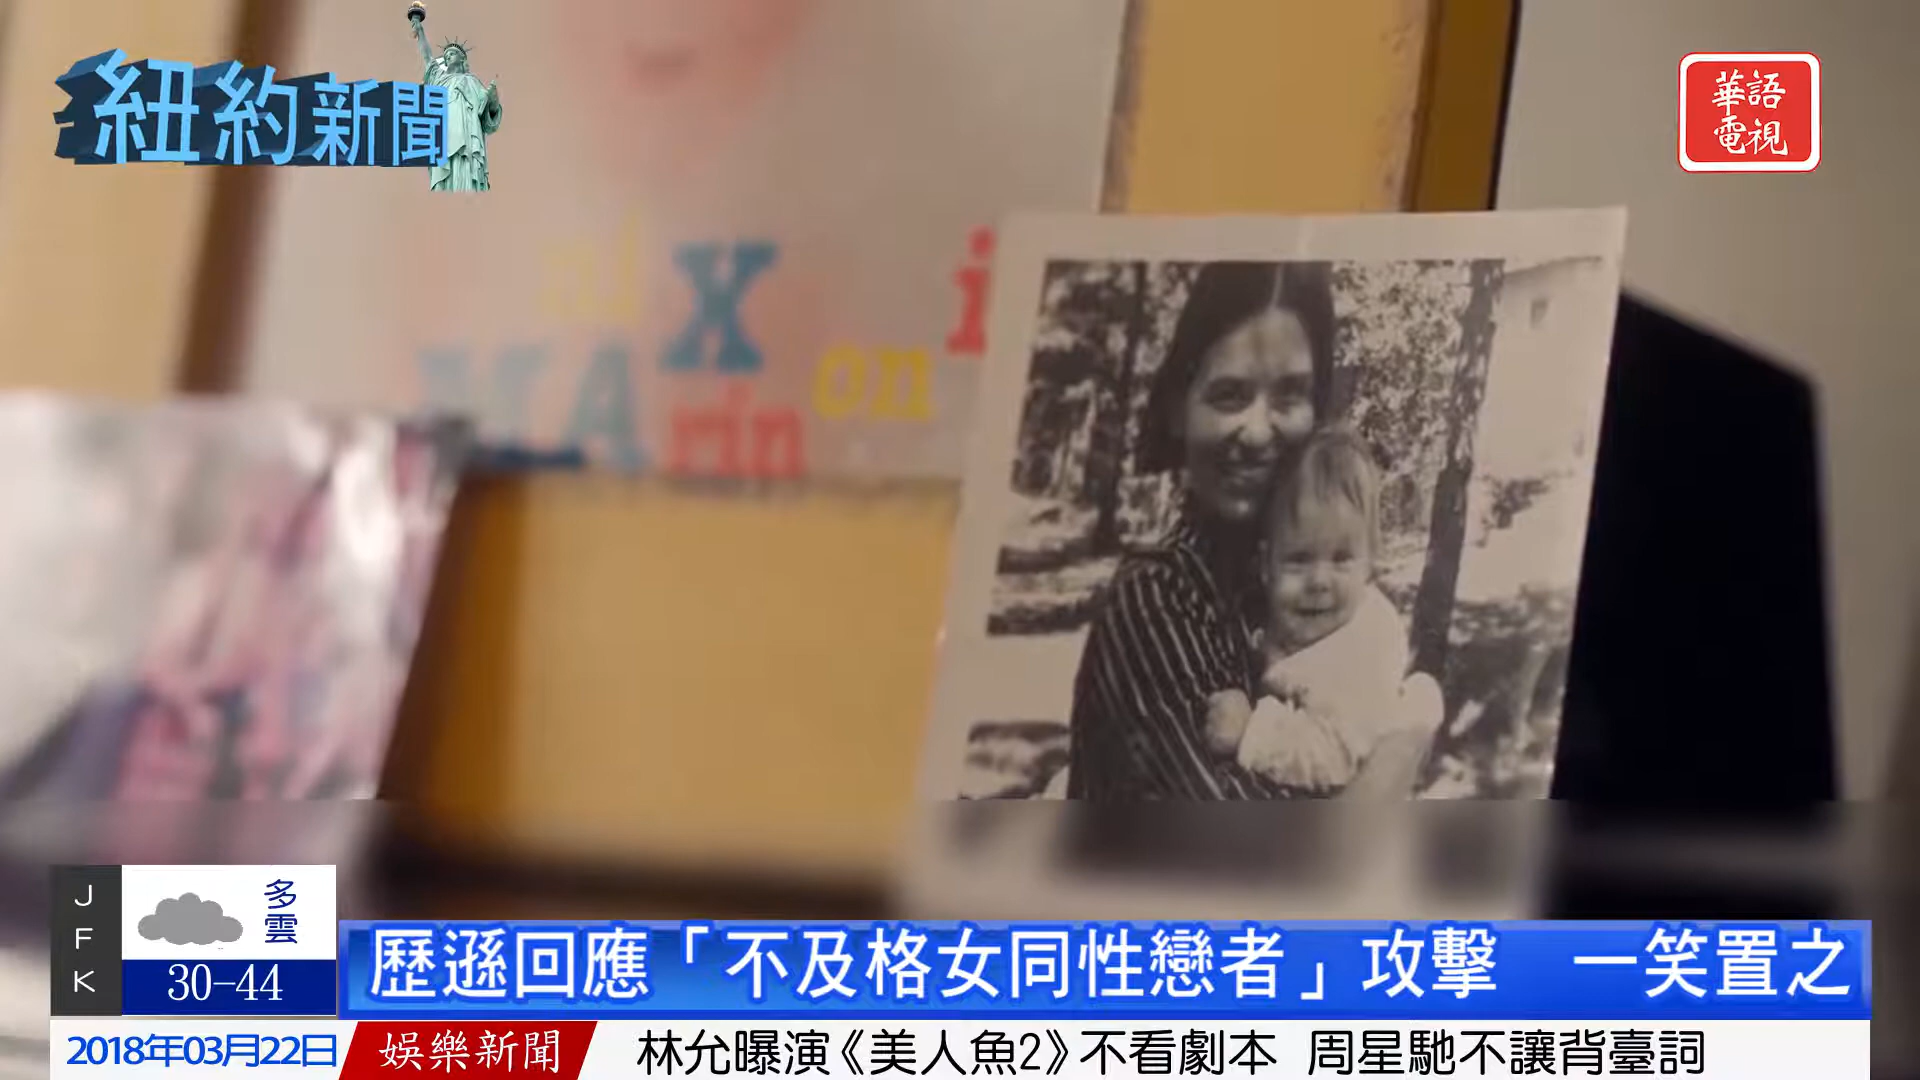 紐約新聞
華語
電視
X
on
i
rin
JFK
多雲
30-44
歷遜回應「不及格女同性戀者」攻擊 一笑置之
2018年03月22日
娛樂新聞
林允曝演《美人魚2》不看劇本 周星馳不讓背臺詞